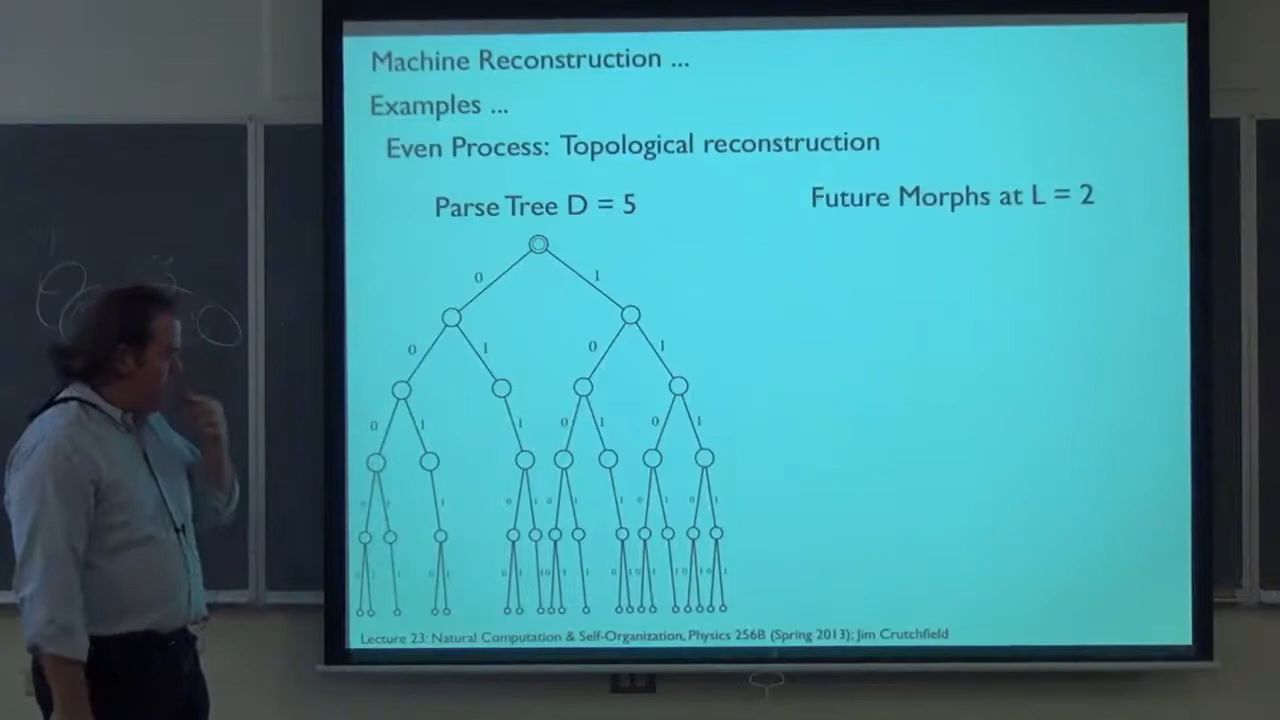 Machine Reconstruction ...
Examples ...
Even Process: Topological reconstruction
Parse Tree D = 5
Future Morphs at L = 2
0 1
0 1 0 1
0 1 1 0 1 0 1
Lecture 23: Natural Computation & Self-Organization, Physics 256B (Spring 2013); Jim Crutchfield